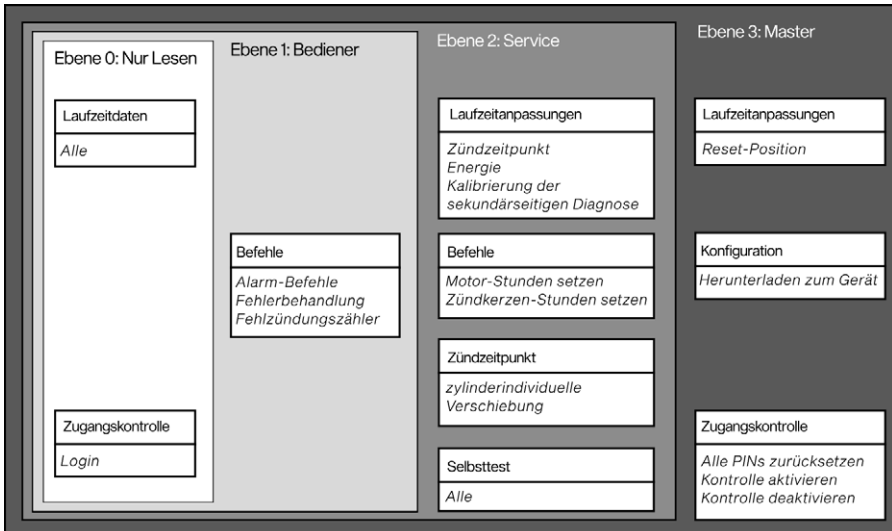 Ebene 0: Nur Lesen
Laufzeitdaten
Alle
Zugangskontrolle
Login
Ebene 1: Bediener
Befehle
Alarm-Befehle
Fehlerbehandlung
Fehlzündungszähler
Ebene 2: Service
Laufzeitanpassungen
Zündzeitpunkt
Energie
Kalibrierung der
sekundärseitigen Diagnose
Befehle
Motor-Stunden setzen
Zündkerzen-Stunden setzen
Zündzeitpunkt
zylinderindividuelle
Verschiebung
Selbsttest
Alle
Ebene 3: Master
Laufzeitanpassungen
Reset-Position
Konfiguration
Herunterladen zum Gerät
Zugangskontrolle
Alle PINs zurücksetzen
Kontrolle aktivieren
Kontrolle deaktivieren